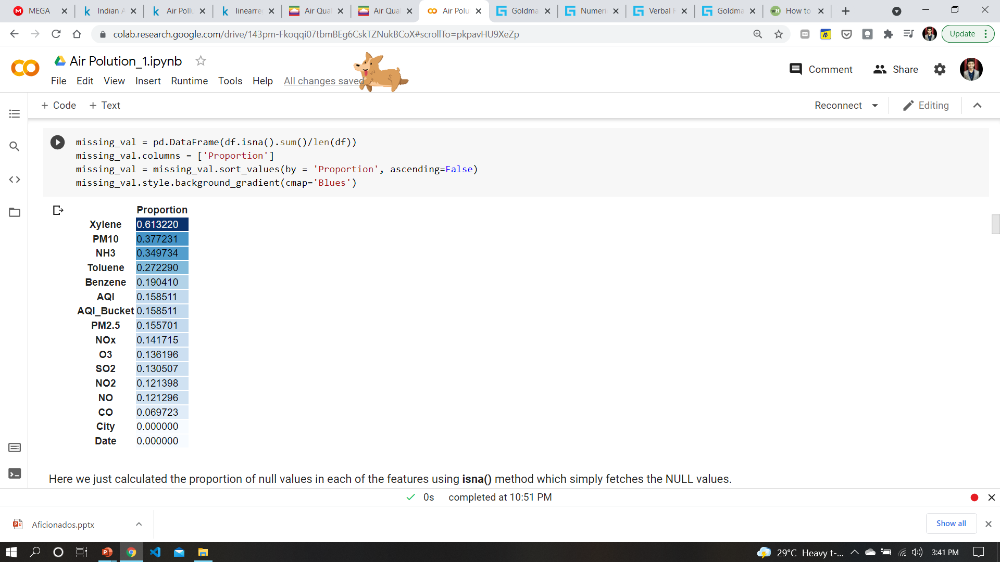 MEGA
Indian A
Air Pollu
linearre
Air Qual
Air Qual
Air Polu
Goldma
Numeri
Verbal R
Goldma
wH How to
colab.research.google.com/drive/143pm-Fkoqqi07tbmBEg6CskTZNukBCoX#scrollTo=pkpavHU9XeZp
Update
Air Polution_1.ipynb
File Edit View Insert Runtime Tools Help All changes saved
Comment Share
+ Code + Text
Reconnect Editing
missing_val = pd.DataFrame(df.isna().sum()/len(df))
missing_val.columns = ['Proportion']
missing_val = missing_val.sort_values(by = 'Proportion', ascending=False)
missing_val.style.background_gradient(cmap='Blues')
Proportion
Xylene 0.613220
PM10 0.377231
NH3 0.349734
Toluene 0.272290
Benzene 0.190410
AQI 0.158511
AQI_Bucket 0.158511
PM2.5 0.155701
NOx 0.141715
O3 0.136196
SO2 0.130507
NO2 0.121398
NO 0.121296
CO 0.069723
City 0.000000
Date 0.000000
Here we just calculated the proportion of null values in each of the features using isna() method which simply fetches the NULL values.
0s completed at 10:51 PM
Aficionados.pptx
Show all
29°C Heavy t-...
3:41 PM